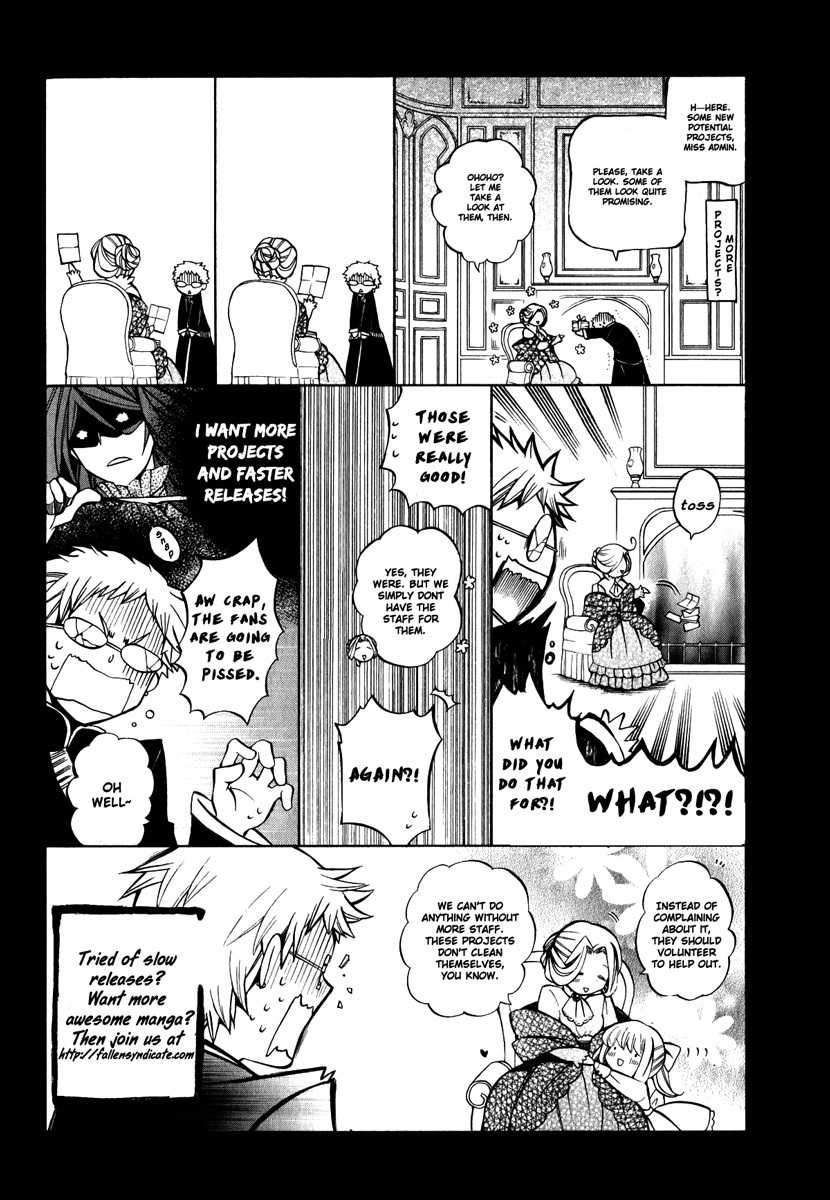 H—HERE.
SOME NEW
POTENTIAL
PROJECTS,
MISS ADMIN.
PLEASE, TAKE A
LOOK. SOME OF
THEM LOOK QUITE
PROMISING.
MORE
PROJECTS?
OHOHO?
LET ME
TAKE A
LOOK AT
THEM, THEN.
toss
WHAT
DID YOU
DO THAT
FOR?!
WHAT?!?!
THOSE
WERE
REALLY
GOOD!
YES, THEY
WERE. BUT WE
SIMPLY DONT
HAVE THE
STAFF FOR
THEM.
AGAIN?!
I WANT MORE
PROJECTS
AND FASTER
RELEASES!
snap
AW CRAP,
THE FANS
ARE GOING
TO BE
PISSED.
OH
WELL~
INSTEAD OF
COMPLAINING
ABOUT IT,
THEY SHOULD
VOLUNTEER
TO HELP OUT.
WE CAN'T DO
ANYTHING WITHOUT
MORE STAFF.
THESE PROJECTS
DON'T CLEAN
THEMSELVES,
YOU KNOW.
Tried of slow
releases?
Want more
awesome manga?
Then join us at
http://fallensyndicate.com